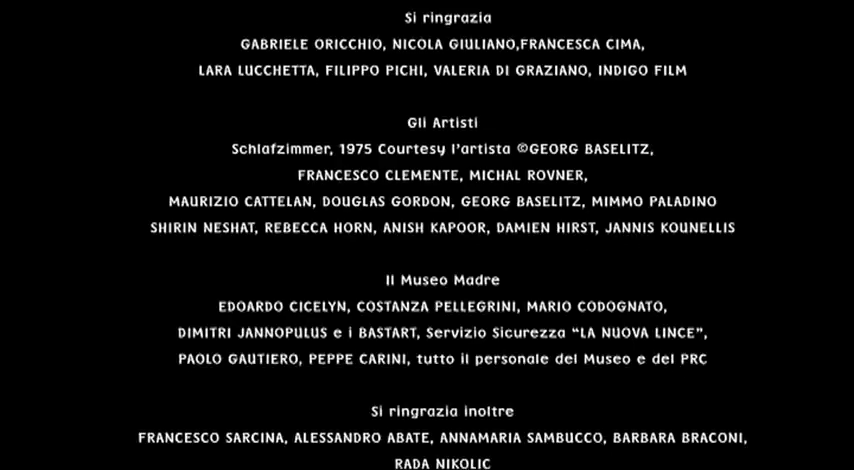 Si ringrazia
GABRIELE ORICCHIO, NICOLA GIULIANO,FRANCESCA CIMA,
LARA LUCCHETTA, FILIPPO PICHI, VALERIA DI GRAZIANO, INDIGO FILM
Gli Artisti
Schlafzimmer, 1975 Courtesy l'artista ©GEORG BASELITZ,
FRANCESCO CLEMENTE, MICHAL ROVNER,
MAURIZIO CATTELAN, DOUGLAS GORDON, GEORG BASELITZ, MIMMO PALADINO
SHIRIN NESHAT, REBECCA HORN, ANISH KAPOOR, DAMIEN HIRST, JANNIS KOUNELLIS
Il Museo Madre
EDOARDO CICELYN, COSTANZA PELLEGRINI, MARIO CODOGNATO,
DIMITRI JANNOPULUS e i BASTART, Servizio Sicurezza “LA NUOVA LINCE”,
PAOLO GAUTIERO, PEPPE CARINI, tutto il personale del Museo e del PRC
Si ringrazia inoltre
FRANCESCO SARCINA, ALESSANDRO ABATE, ANNAMARIA SAMBUCCO, BARBARA BRACONI,
RADA NIKOLIC